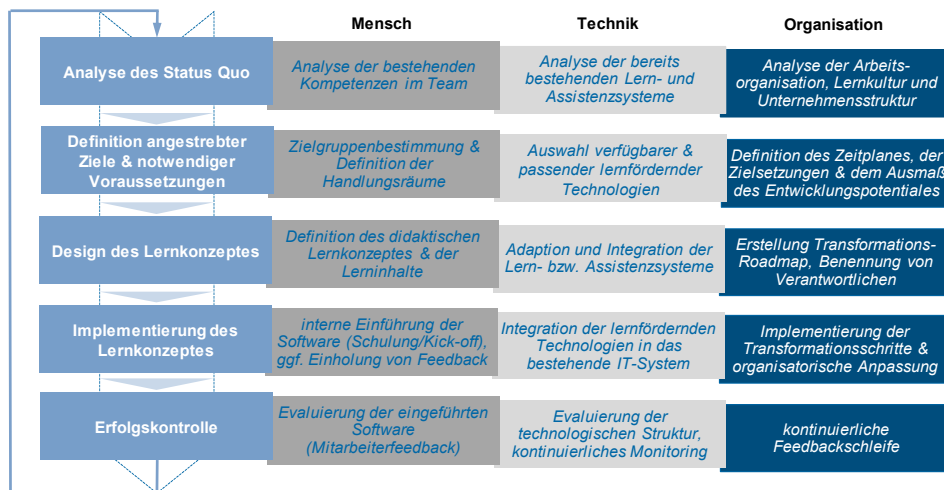 Mensch
Technik
Organisation
Analyse des Status Quo
Analyse der bestehenden
Kompetenzen im Team
Analyse der bereits
bestehenden Lern- und
Assistenzsysteme
Analyse der Arbeits-
organisation, Lernkultur und
Unternehmensstruktur
Definition angestrebter
Ziele & notwendiger
Voraussetzungen
Zielgruppenbestimmung &
Definition der
Handlungsräume
Auswahl verfügbarer &
passender lernfördernder
Technologien
Definition des Zeitplanes, der
Zielsetzungen & dem Ausmaß
des Entwicklungspotentiales
Design des Lernkonzeptes
Definition des didaktischen
Lernkonzeptes & der
Lerninhalte
Adaption und Integration der
Lern- bzw. Assistenzsysteme
Erstellung Transformations-
Roadmap, Benennung von
Verantwortlichen
Implementierung des
Lernkonzeptes
interne Einführung der
Software (Schulung/Kick-off),
ggf. Einholung von Feedback
Integration der lernfördernden
Technologien in das
bestehende IT-System
Implementierung der
Transformationsschritte &
organisatorische Anpassung
Erfolgskontrolle
Evaluierung der eingeführten
Software
(Mitarbeiterfeedback)
Evaluierung der
technologischen Struktur,
kontinuierliches Monitoring
kontinuierliche
Feedbackschleife